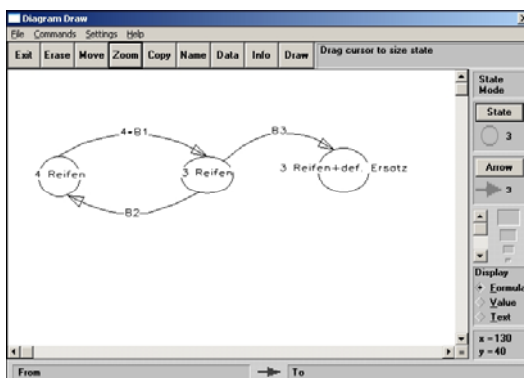 Diagram Draw
File Commands Settings Help
Exit Erase Move Zoom Copy Name Data Info Draw Drag cursor to size state
State Mode
State
3
Arrow
3
4*B1
B3
4 Reifen
3 Reifen
3 Reifen+def. Ersatz
B2
Display
Formula
Value
Text
x = 130
y = 40
From To